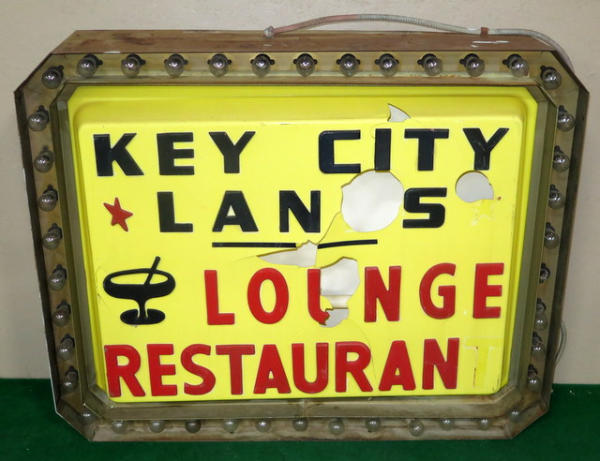 KEY CITY
LAN S
LOUNGE
RESTAURAN